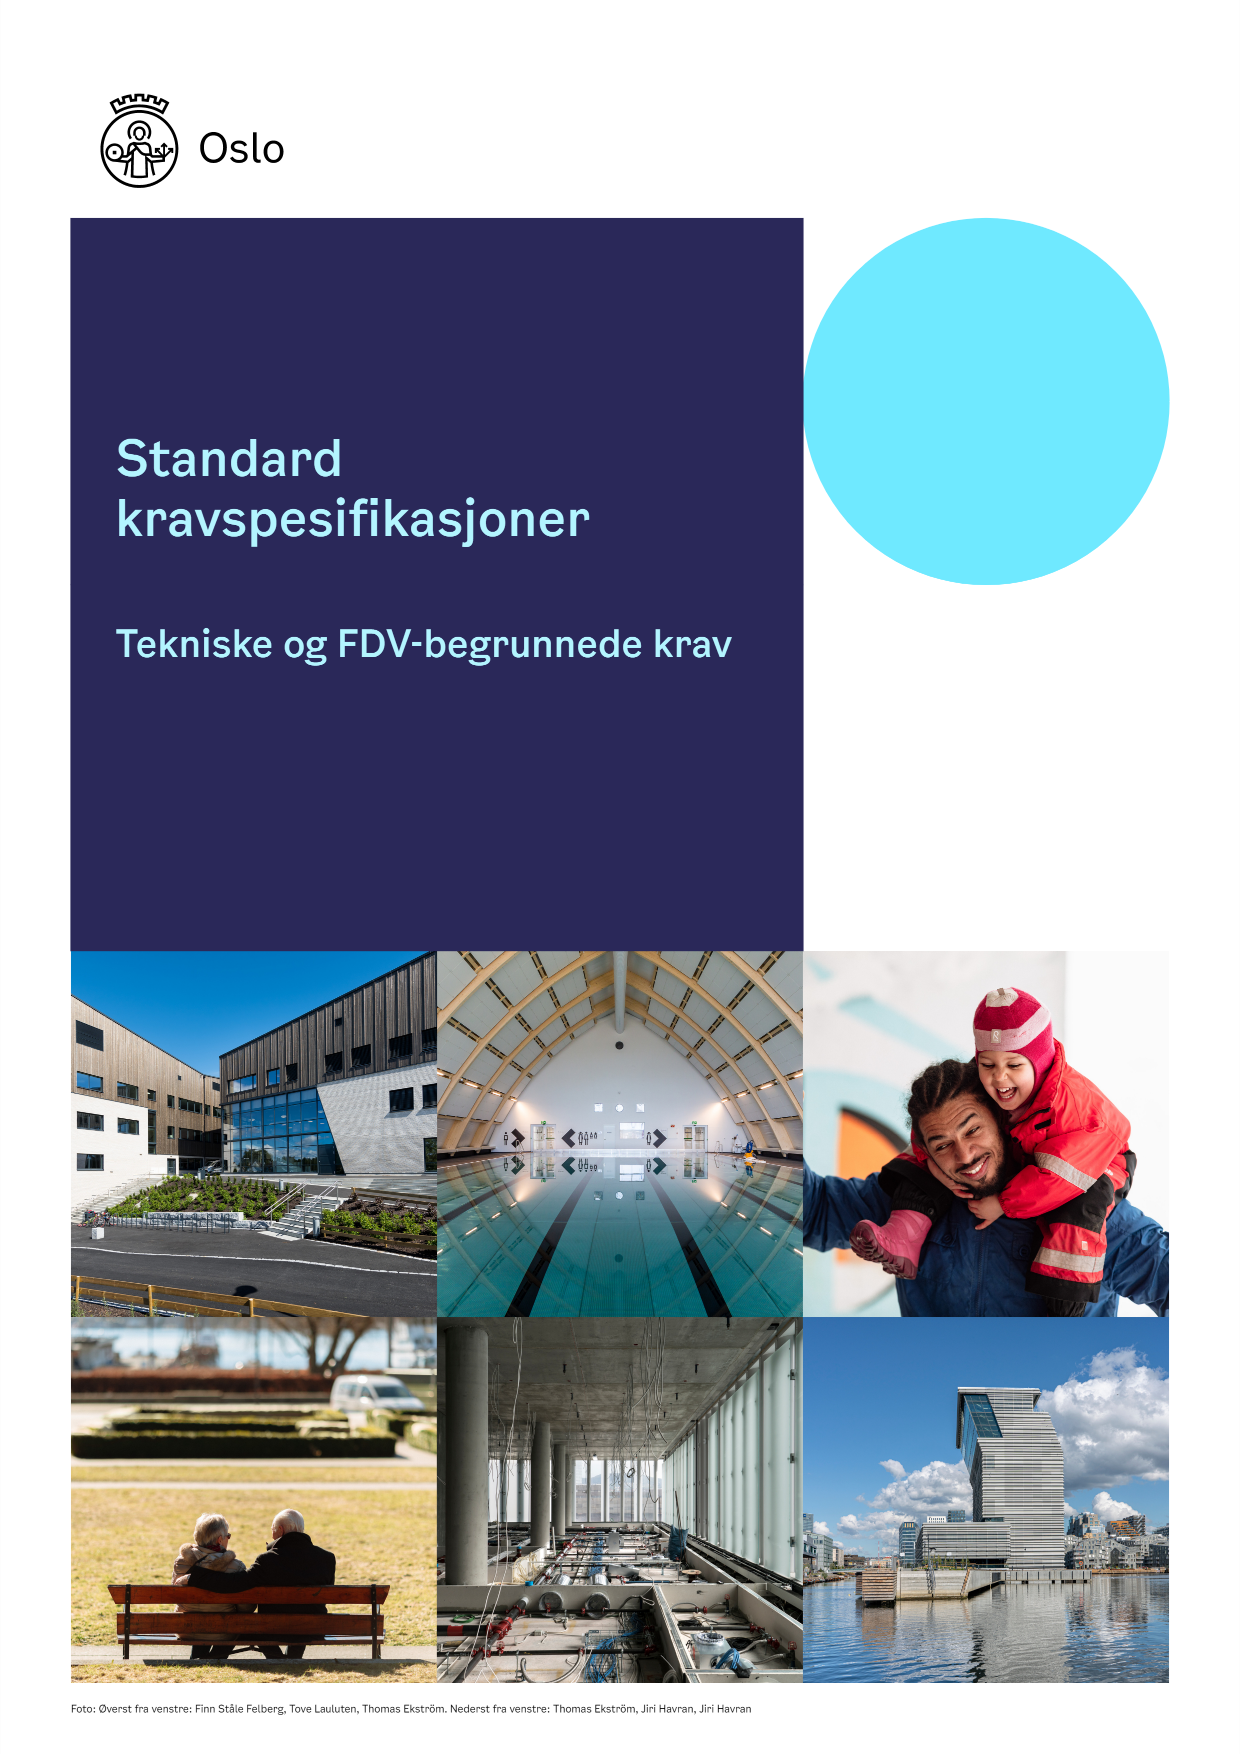 Oslo
Standard
kravspesifikasjoner
Tekniske og FDV-begrunnede krav
Foto: Øverst fra venstre: Finn Ståle Felberg, Tove Lauluten, Thomas Ekström. Nederst fra venstre: Thomas Ekström, Jiri Havran, Jiri Havran